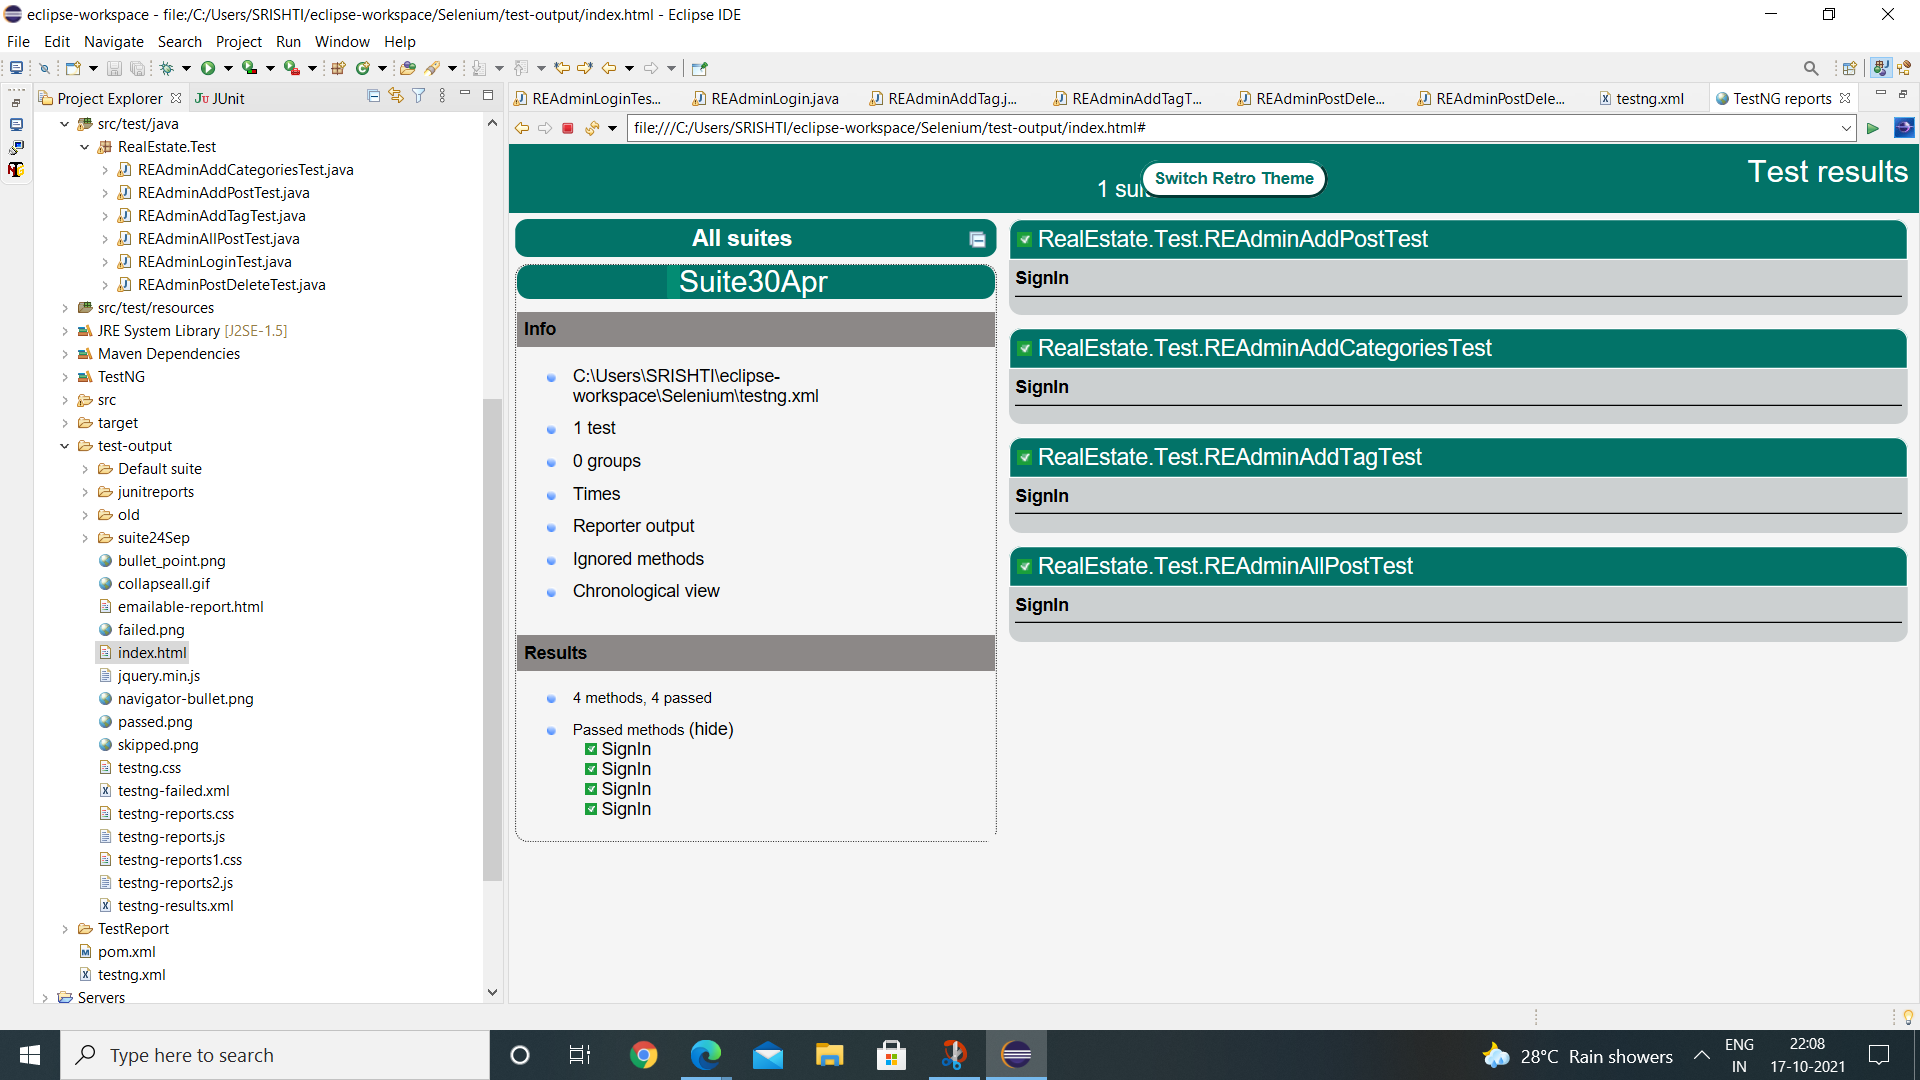 eclipse-workspace - file:/C:/Users/SRISHTI/eclipse-workspace/Selenium/test-output/index.html - Eclipse IDE
File Edit Navigate Search Project Run Window Help
Project Explorer
JUnit
src/test/java
RealEstate.Test
REAdminAddCategoriesTest.java
REAdminAddPostTest.java
REAdminAddTagTest.java
REAdminAllPostTest.java
REAdminLoginTest.java
REAdminPostDeleteTest.java
src/test/resources
JRE System Library [J2SE-1.5]
Maven Dependencies
TestNG
src
target
test-output
Default suite
junitreports
old
suite24Sep
bullet_point.png
collapseall.gif
emailable-report.html
failed.png
index.html
jquery.min.js
navigator-bullet.png
passed.png
skipped.png
testng.css
testng-failed.xml
testng-reports.css
testng-reports.js
testng-reports1.css
testng-reports2.js
testng-results.xml
TestReport
pom.xml
testng.xml
Servers
REAdminLoginTes... REAdminLogin.java REAdminAddTag.j... REAdminAddTagT... REAdminPostDele... REAdminPostDele... testng.xml TestNG reports
file:///C:/Users/SRISHTI/eclipse-workspace/Selenium/test-output/index.html#
Test results
1 sui
Switch Retro Theme
All suites
Suite30Apr
Info
C:\Users\SRISHTI\eclipse-
workspace\Selenium\testng.xml
1 test
0 groups
Times
Reporter output
Ignored methods
Chronological view
Results
4 methods, 4 passed
Passed methods (hide)
SignIn
SignIn
SignIn
SignIn
RealEstate.Test.REAdminAddPostTest
SignIn
RealEstate.Test.REAdminAddCategoriesTest
SignIn
RealEstate.Test.REAdminAddTagTest
SignIn
RealEstate.Test.REAdminAllPostTest
SignIn
Type here to search
28°C Rain showers
ENG
IN
22:08
17-10-2021